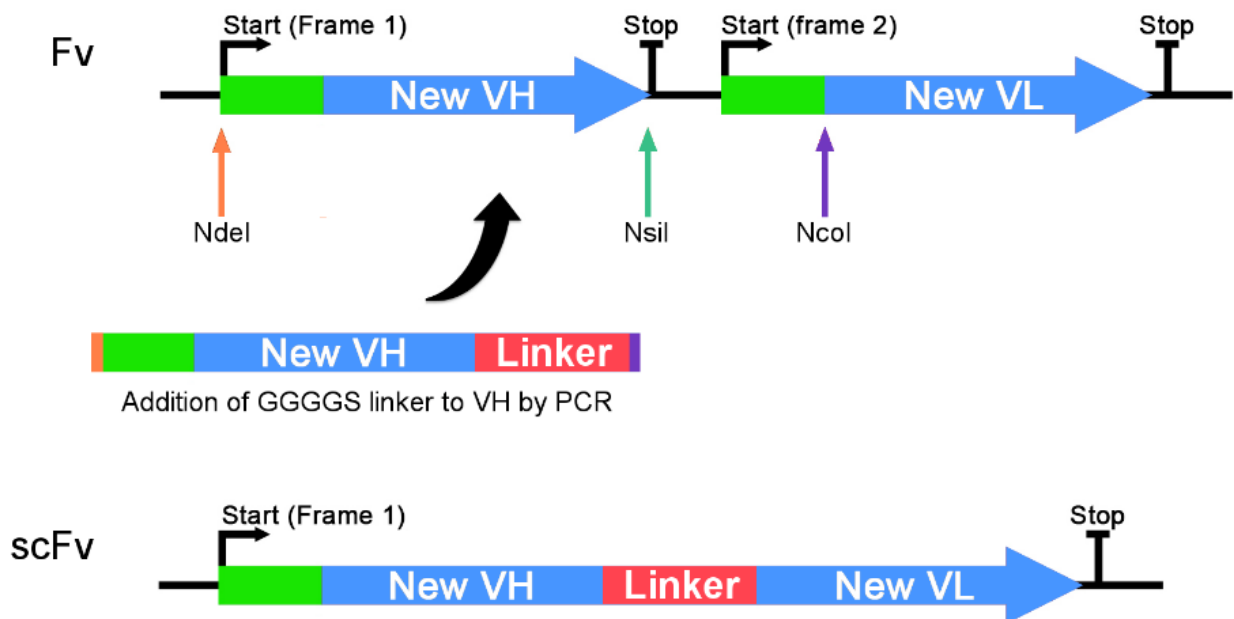 Fv
Start (Frame 1)
Stop
Start (frame 2)
Stop
New VH
New VL
NdeI
NsiI
NcoI
New VH
Linker
Addition of GGGGS linker to VH by PCR
scFv
Start (Frame 1)
Stop
New VH
Linker
New VL